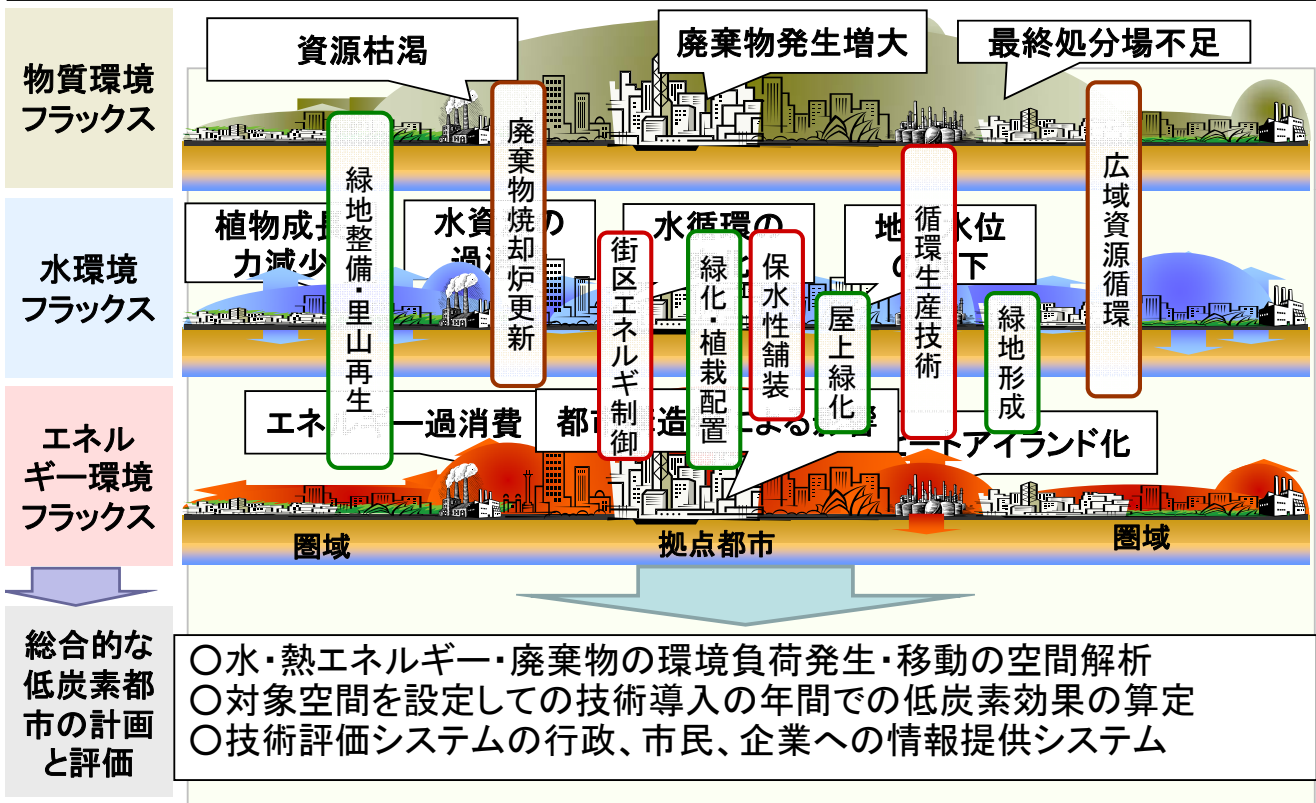 物質環境
フラックス
資源枯渇
廃棄物発生増大
最終処分場不足
水環境
フラックス
植物成長
力減少
水資 の
過
水循環の
地 水位
の 下
エネル
ギー環境
フラックス
エネル ー過消費
都市 造 による影響
ートアイランド化
緑地整備・里山再生
廃棄物焼却炉更新
街区エネルギ制御
緑化・植栽配置
保水性舗装
屋上緑化
循環生産技術
緑地形成
広域資源循環
圏域
拠点都市
圏域
総合的な
低炭素都
市の計画
と評価
○水・熱エネルギー・廃棄物の環境負荷発生・移動の空間解析
○対象空間を設定しての技術導入の年間での低炭素効果の算定
○技術評価システムの行政、市民、企業への情報提供システム